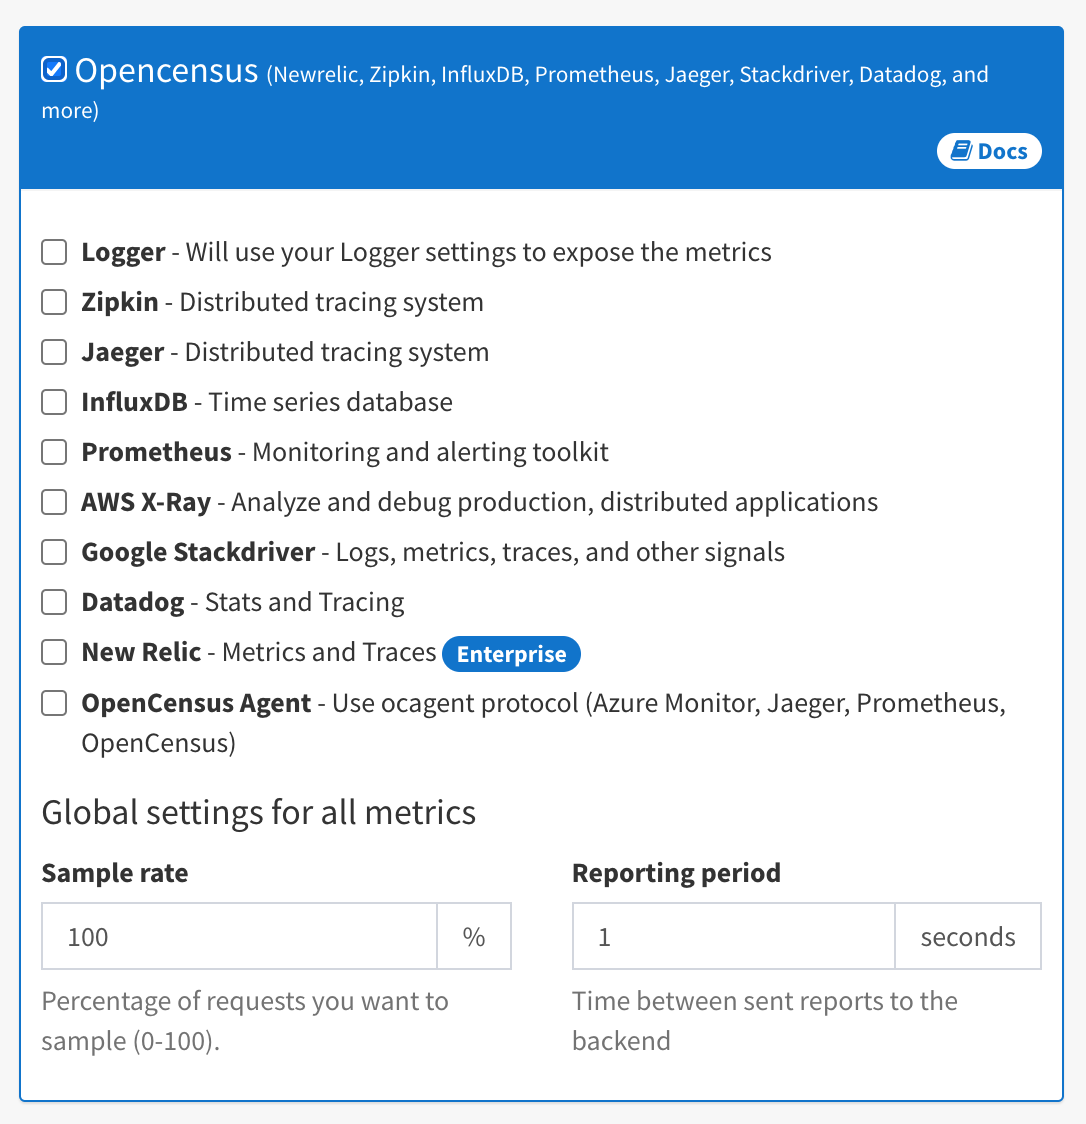 Opencensus (Newrelic, Zipkin, InfluxDB, Prometheus, Jaeger, Stackdriver, Datadog, and
more)
Docs
Logger - Will use your Logger settings to expose the metrics
Zipkin - Distributed tracing system
Jaeger - Distributed tracing system
InfluxDB - Time series database
Prometheus - Monitoring and alerting toolkit
AWS X-Ray - Analyze and debug production, distributed applications
Google Stackdriver - Logs, metrics, traces, and other signals
Datadog - Stats and Tracing
New Relic - Metrics and Traces Enterprise
OpenCensus Agent - Use ocagent protocol (Azure Monitor, Jaeger, Prometheus,
OpenCensus)
Global settings for all metrics
Sample rate
100 %
Percentage of requests you want to
sample (0-100).
Reporting period
1 seconds
Time between sent reports to the
backend